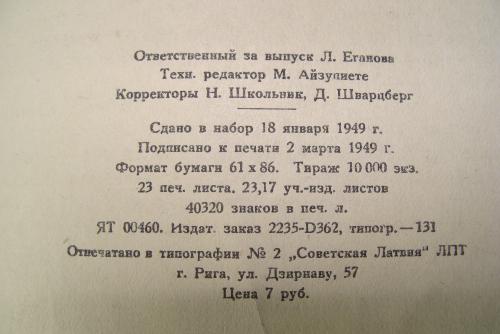 Ответственный за выпуск Л. Еганова
Техн. редактор М. Айзупиете
Корректоры Н. Школьник, Д. Шварцберг
Сдано в набор 18 января 1949 г.
Подписано к печати 2 марта 1949 г.
Формат бумаги 61 x 86. Тираж 10 000 экз.
23 печ. листа. 23,17 уч.-изд. листов
40320 знаков в печ. л.
ЯТ 00460. Издат. заказ 2235-D362, типогр.—131
Отпечатано в типографии № 2 „Советская Латвия" ЛПТ
г. Рига, ул. Дзирнаву, 57
Цена 7 руб.